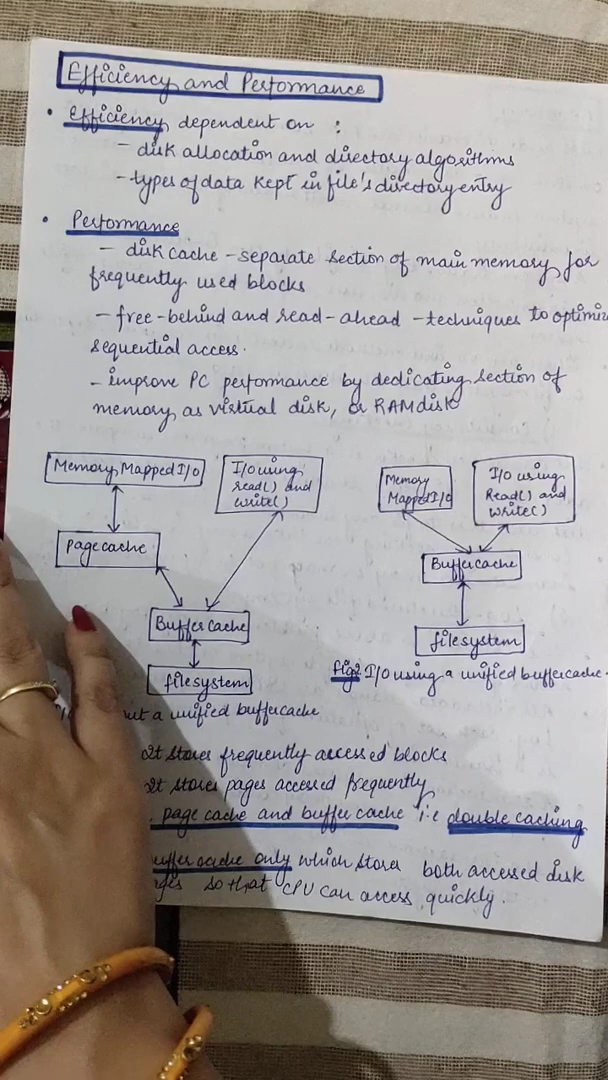 Efficiency and Performance
• Efficiency dependent on :
- disk allocation and directory algorithms
- types of data kept in file's directory entry
• Performance
- disk cache - separate section of main memory for
frequently used blocks
- free-behind and read-ahead - techniques to optimiz
sequential access.
- improve PC performance by dedicating section of
memory as virtual disk, or RAM disk
Memory Mapped I/O
I/O using
read() and
write()
Page cache
Buffer cache
filesystem
ut a unified buffercache
Memory
Mapped I/O
I/O using
Read() and
write()
Buffer cache
filesystem
fig2 I/O using a unified buffercache.
It stores frequently accessed blocks
It stores pages accessed frequently
page cache and buffer cache i.e double caching
uffer cache only which stores both accessed disk
ges so that CPU can access quickly.